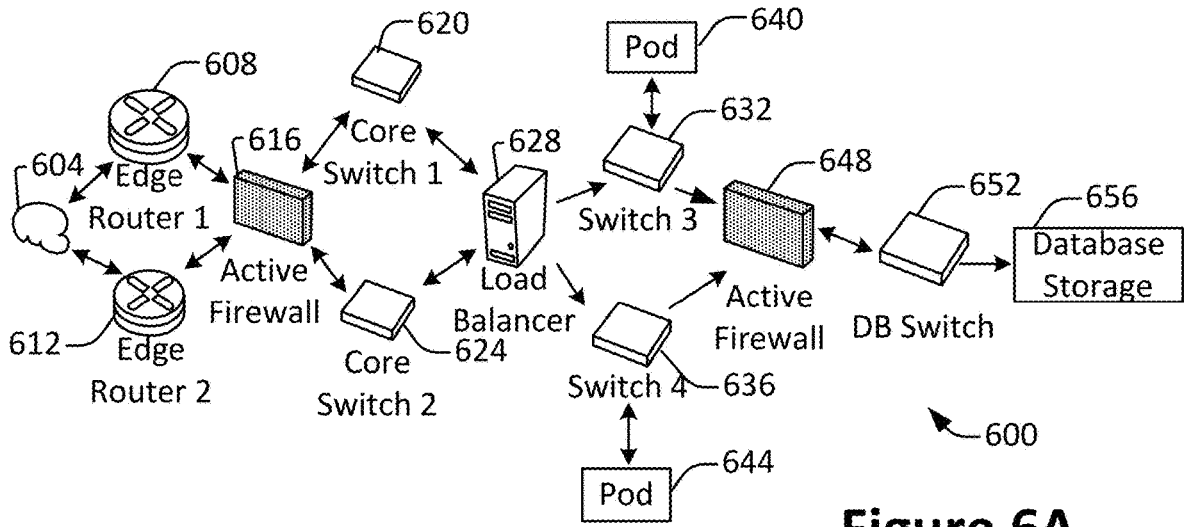 604
608
Edge
Router 1
612
Edge
Router 2
616
Active
Firewall
620
Core
Switch 1
624
Core
Switch 2
628
Load
Balancer
640
Pod
632
Switch 3
Switch 4
636
Pod
644
648
Active
Firewall
652
DB Switch
656
Database
Storage
600
Figure 6A